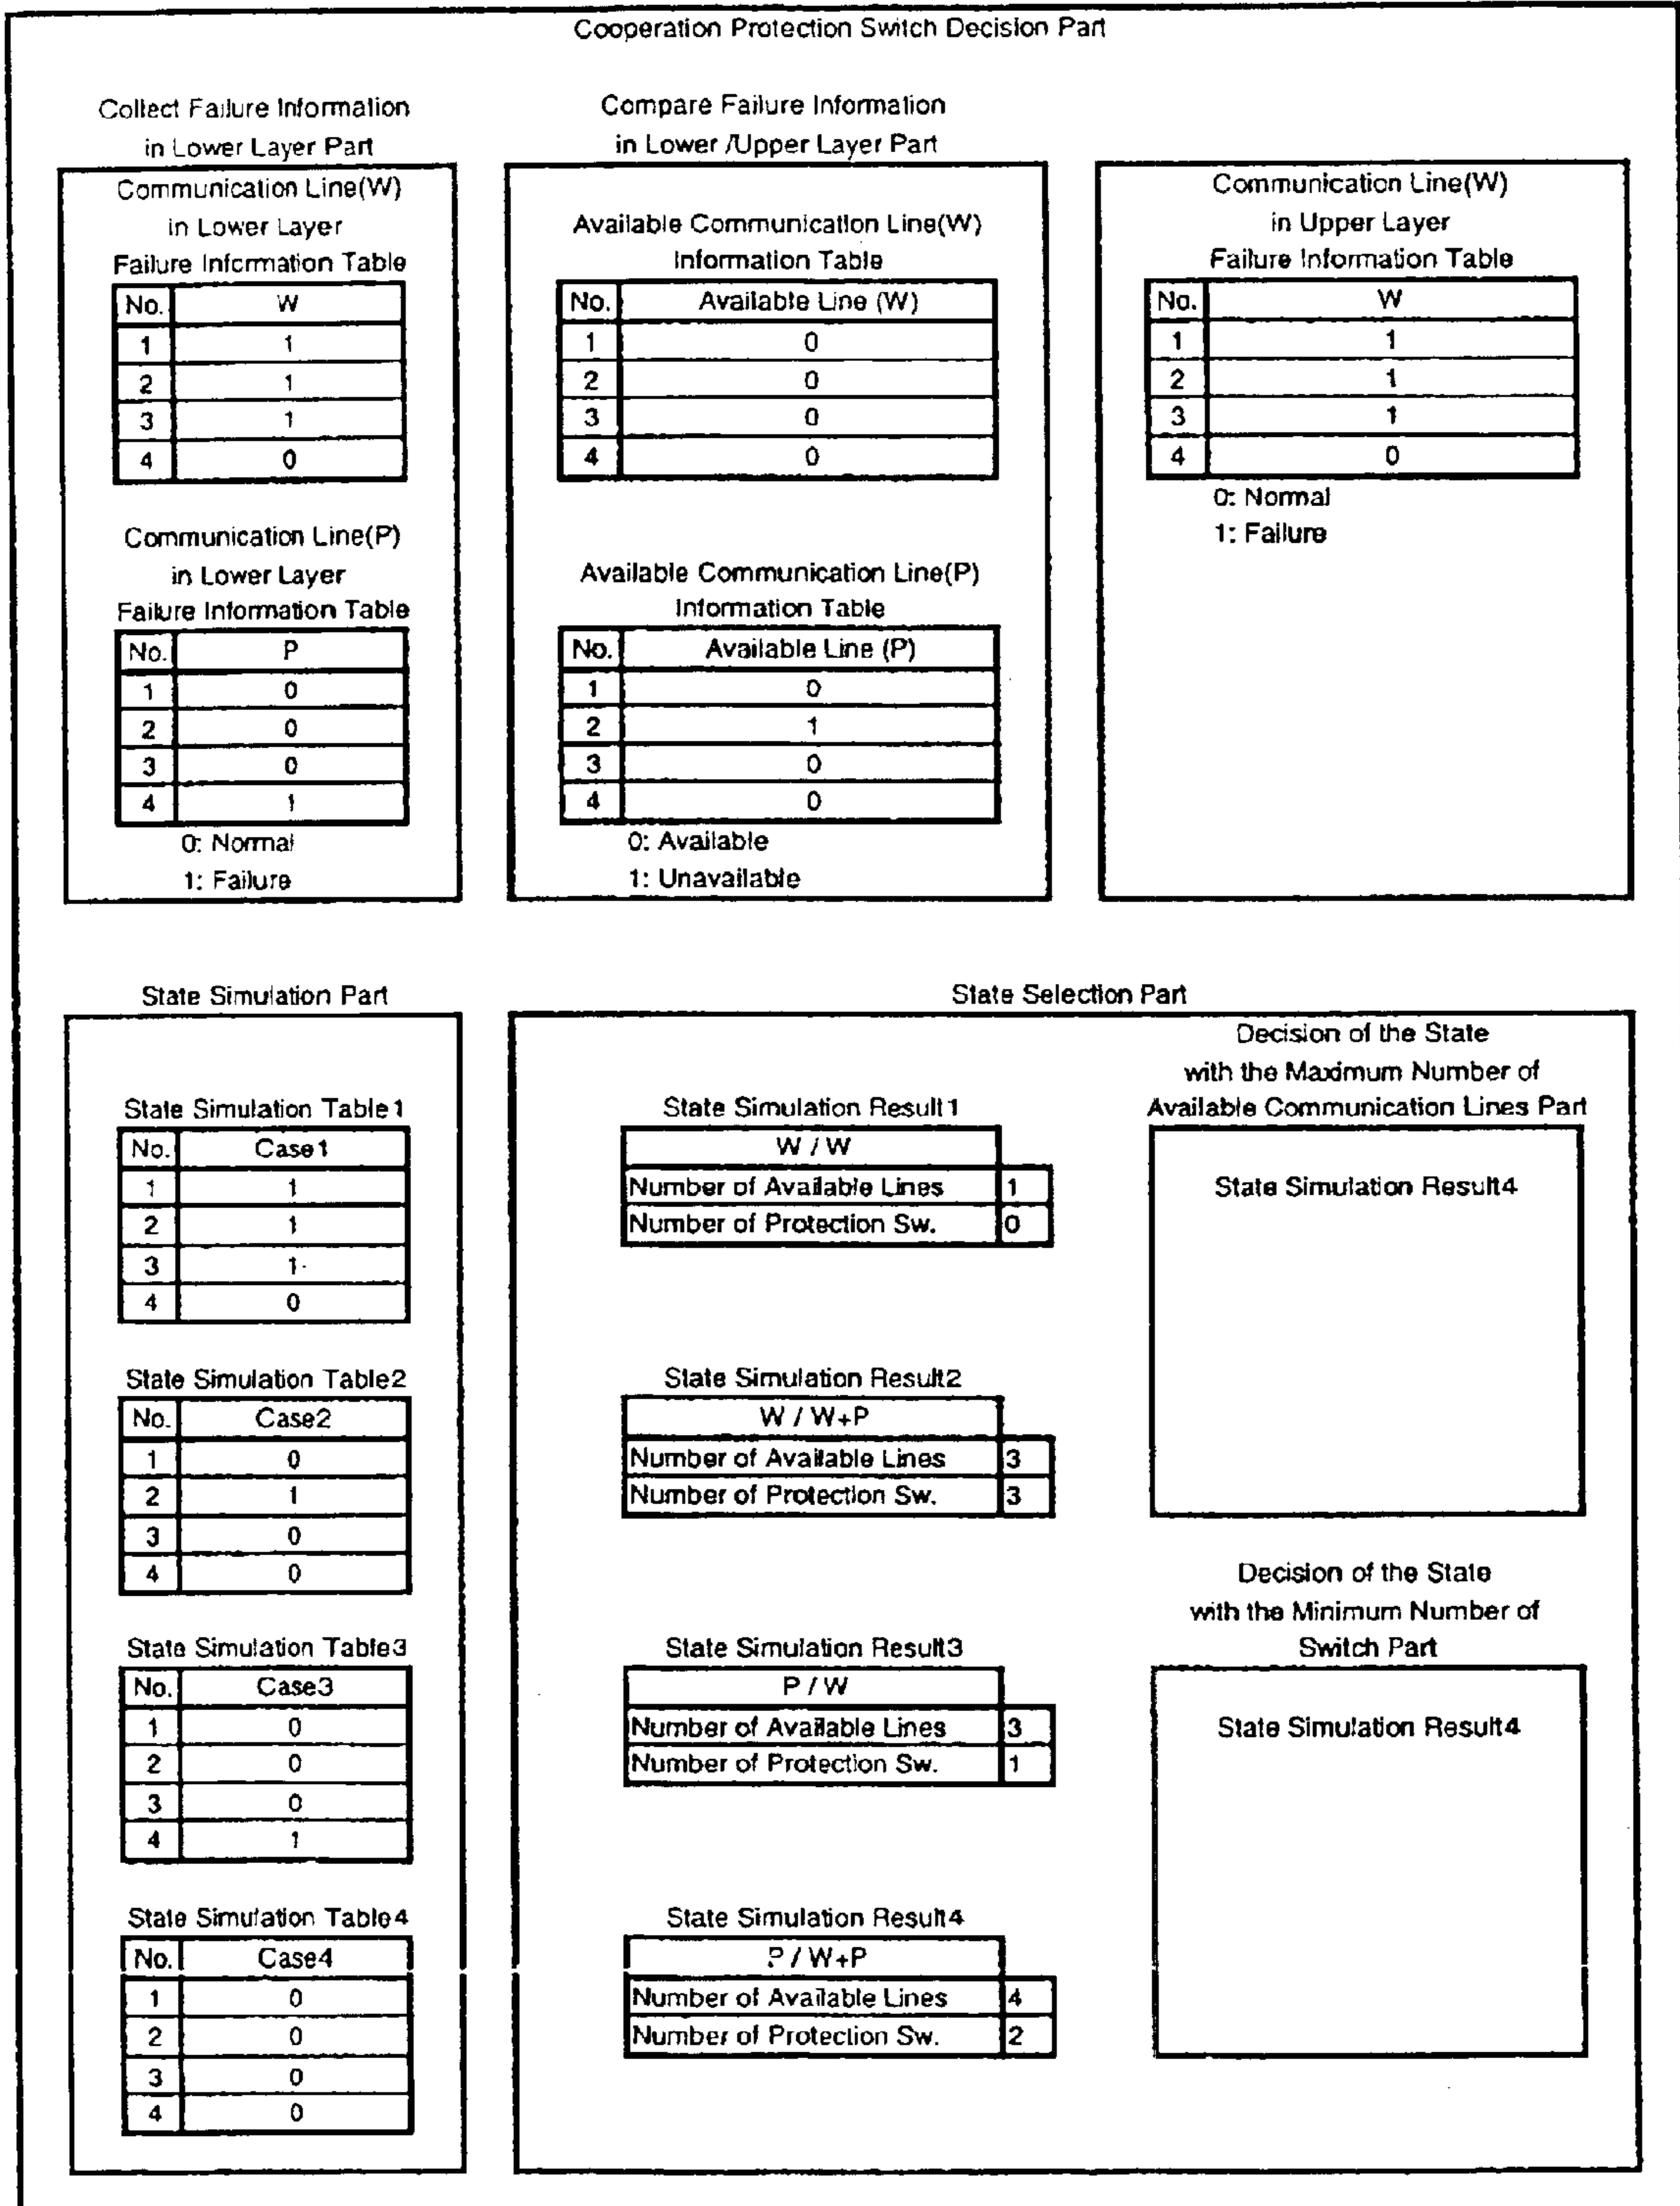 Cooperation Protection Switch Decision Part
Collect Failure Information
in Lower Layer Part
Communication Line(W)
in Lower Layer
Failure Information Table
No. W
1 1
2 1
3 1
4 0
Communication Line(P)
in Lower Layer
Failure Information Table
No. P
1 0
2 0
3 0
4 1
0: Normal
1: Failure
Compare Failure Information
in Lower /Upper Layer Part
Available Communication Line(W)
Information Table
No. Available Line (W)
1 0
2 0
3 0
4 0
Available Communication Line(P)
Information Table
No. Available Line (P)
1 0
2 1
3 0
4 0
0: Available
1: Unavailable
Communication Line(W)
in Upper Layer
Failure Information Table
No. W
1 1
2 1
3 1
4 0
0: Normal
1: Failure
State Simulation Part
State Simulation Table1
No. Case1
1 1
2 1
3 1
4 0
State Simulation Table2
No. Case2
1 0
2 1
3 0
4 0
State Simulation Table3
No. Case3
1 0
2 0
3 0
4 1
State Simulation Table4
No. Case4
1 0
2 0
3 0
4 0
State Selection Part
State Simulation Result1
W / W
Number of Available Lines 1
Number of Protection Sw. 0
State Simulation Result2
W / W+P
Number of Available Lines 3
Number of Protection Sw. 3
State Simulation Result3
P / W
Number of Available Lines 3
Number of Protection Sw. 1
State Simulation Result4
P / W+P
Number of Available Lines 4
Number of Protection Sw. 2
Decision of the State
with the Maximum Number of
Available Communication Lines Part
State Simulation Result4
Decision of the State
with the Minimum Number of
Switch Part
State Simulation Result4